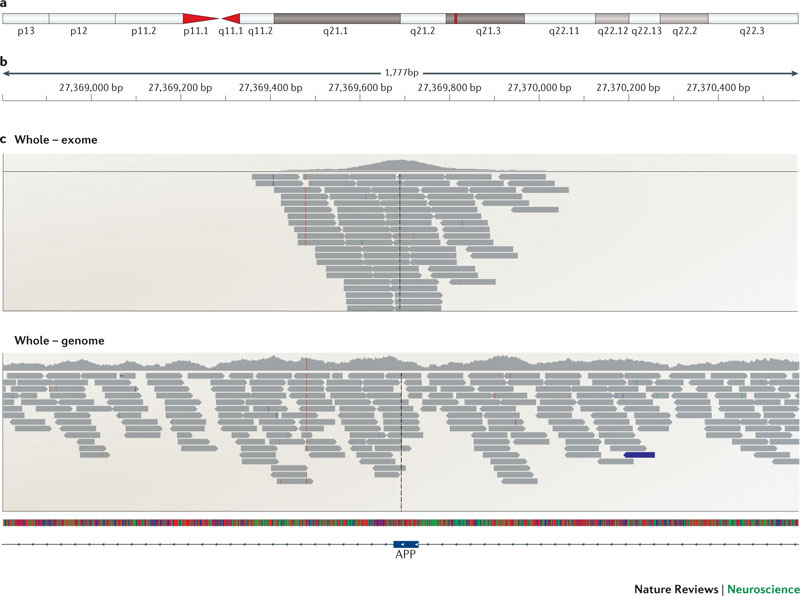 a
p13 p12 p11.2 p11.1 q11.1 q11.2 q21.1 q21.2 q21.3 q22.11 q22.12 q22.13 q22.2 q22.3
b
1,777bp
27,369,000 bp 27,369,200 bp 27,369,400 bp 27,369,600 bp 27,369,800 bp 27,370,000 bp 27,370,200 bp 27,370,400 bp
c Whole – exome
Whole – genome
APP
Nature Reviews | Neuroscience